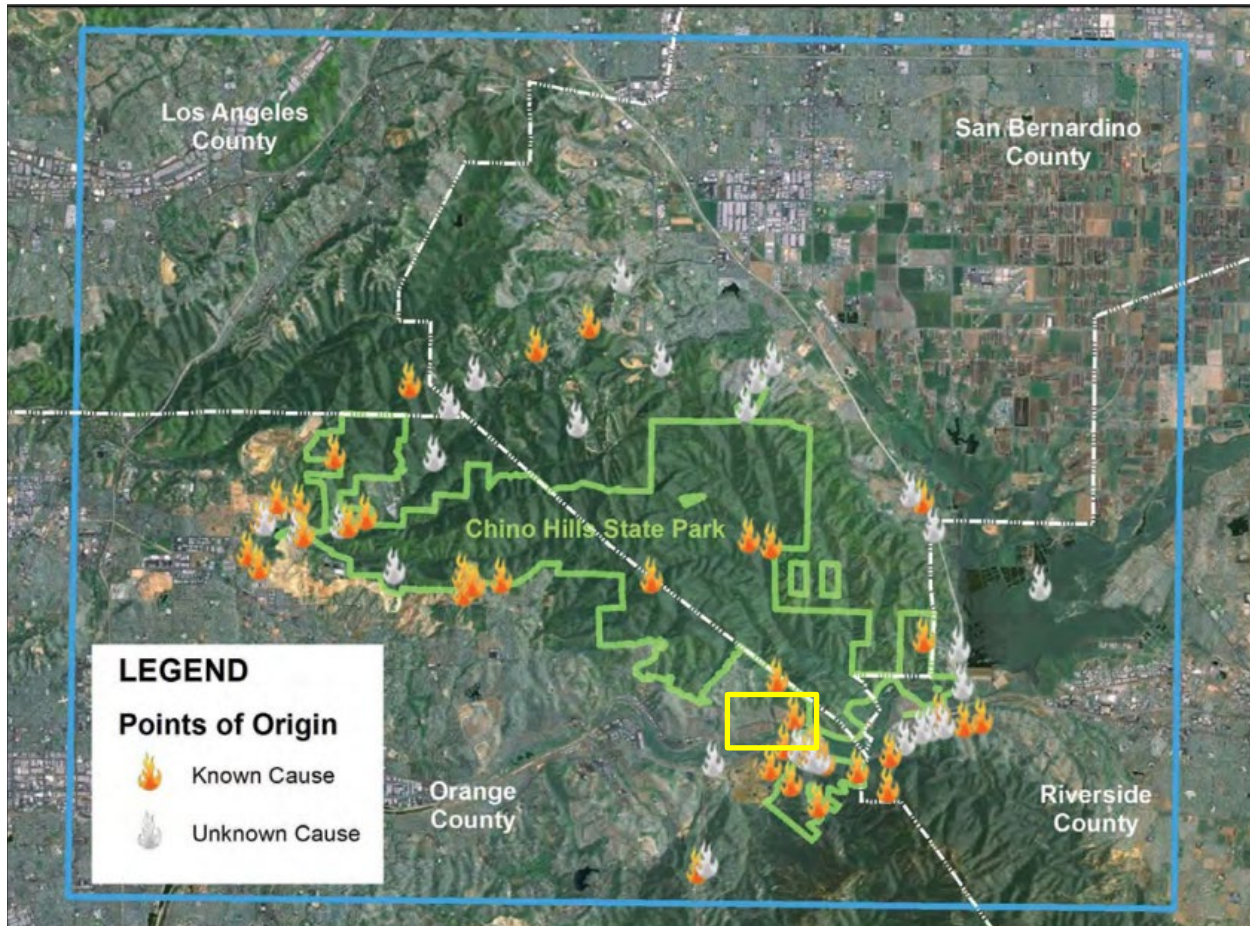 Los Angeles
County
San Bernardino
County
Chino Hills State Park
LEGEND
Points of Origin
Known Cause
Unknown Cause
Orange
County
Riverside
County